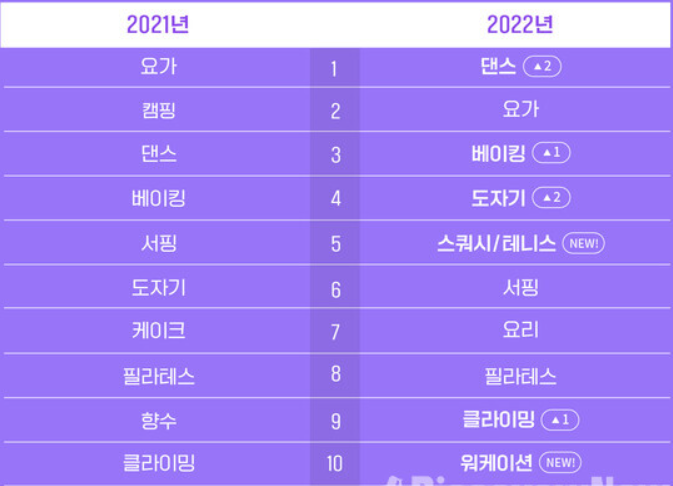 2021년 2022년
요가 1 댄스 ▲2
캠핑 2 요가
댄스 3 베이킹 ▲1
베이킹 4 도자기 ▲2
서핑 5 스쿼시/테니스 NEW!
도자기 6 서핑
케이크 7 요리
필라테스 8 필라테스
향수 9 클라이밍 ▲1
클라이밍 10 워케이션 NEW!